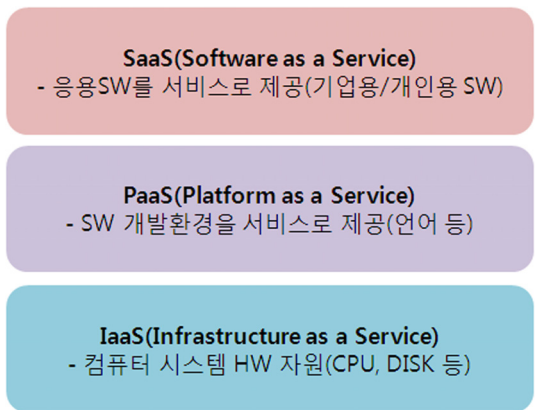 SaaS(Software as a Service)
- 응용SW를 서비스로 제공(기업용/개인용 SW)
PaaS(Platform as a Service)
- SW 개발환경을 서비스로 제공(언어 등)
IaaS(Infrastructure as a Service)
- 컴퓨터 시스템 HW 자원(CPU, DISK 등)